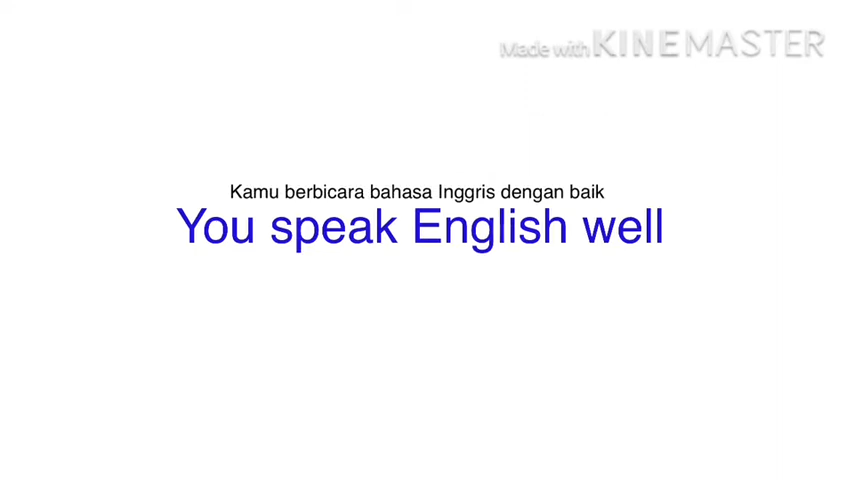 Made with KINEMASTER
Kamu berbicara bahasa Inggris dengan baik
You speak English well